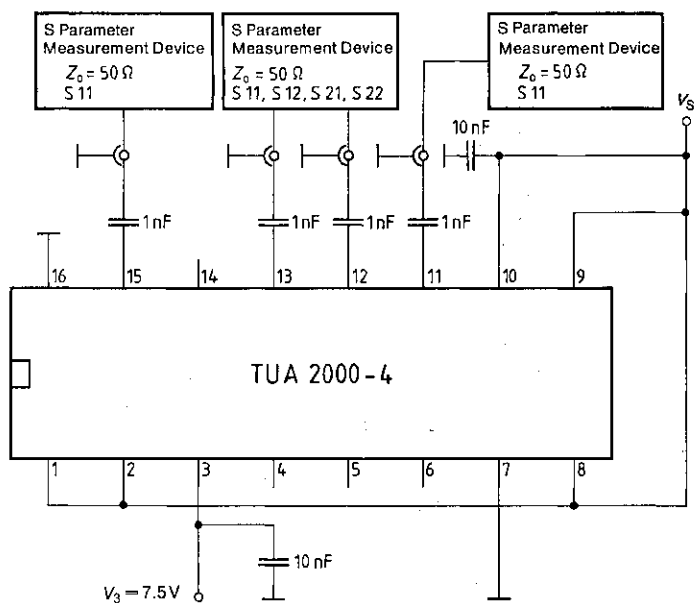 S Parameter
Measurement Device
Z₀ = 50 Ω
S 11
S Parameter
Measurement Device
Z₀ = 50 Ω
S 11, S 12, S 21, S 22
S Parameter
Measurement Device
Z₀ = 50 Ω
S 11
Vₛ
10 nF
1 nF
1 nF
1 nF
1 nF
16 15 14 13 12 11 10 9
TUA 2000-4
1 2 3 4 5 6 7 8
10 nF
V₃ = 7.5 V